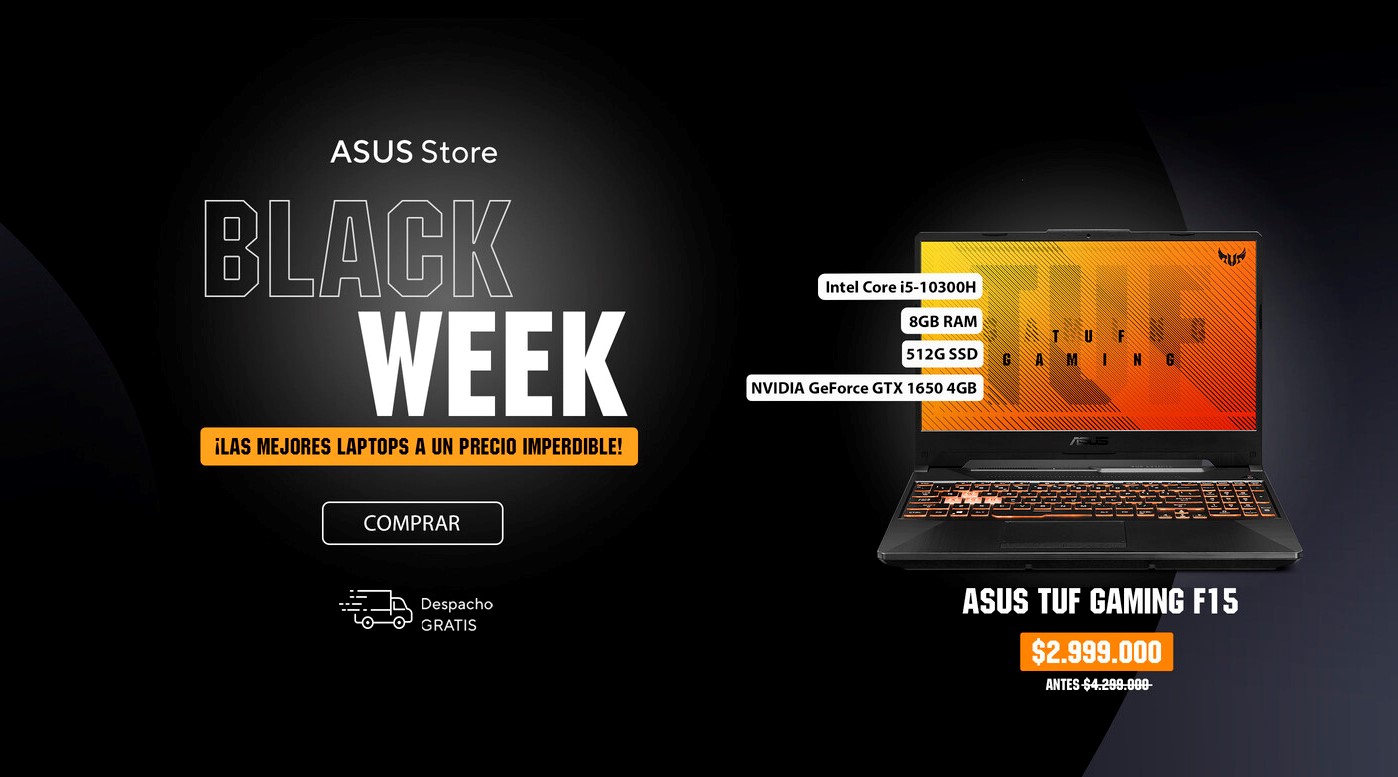 ASUS Store
BLACK
WEEK
¡LAS MEJORES LAPTOPS A UN PRECIO IMPERDIBLE!
COMPRAR
Despacho
GRATIS
Intel Core i5-10300H
8GB RAM
512G SSD
NVIDIA GeForce GTX 1650 4GB
TUF
GAMING
ASUS
ASUS TUF GAMING F15
$2.999.000
ANTES $4.299.000